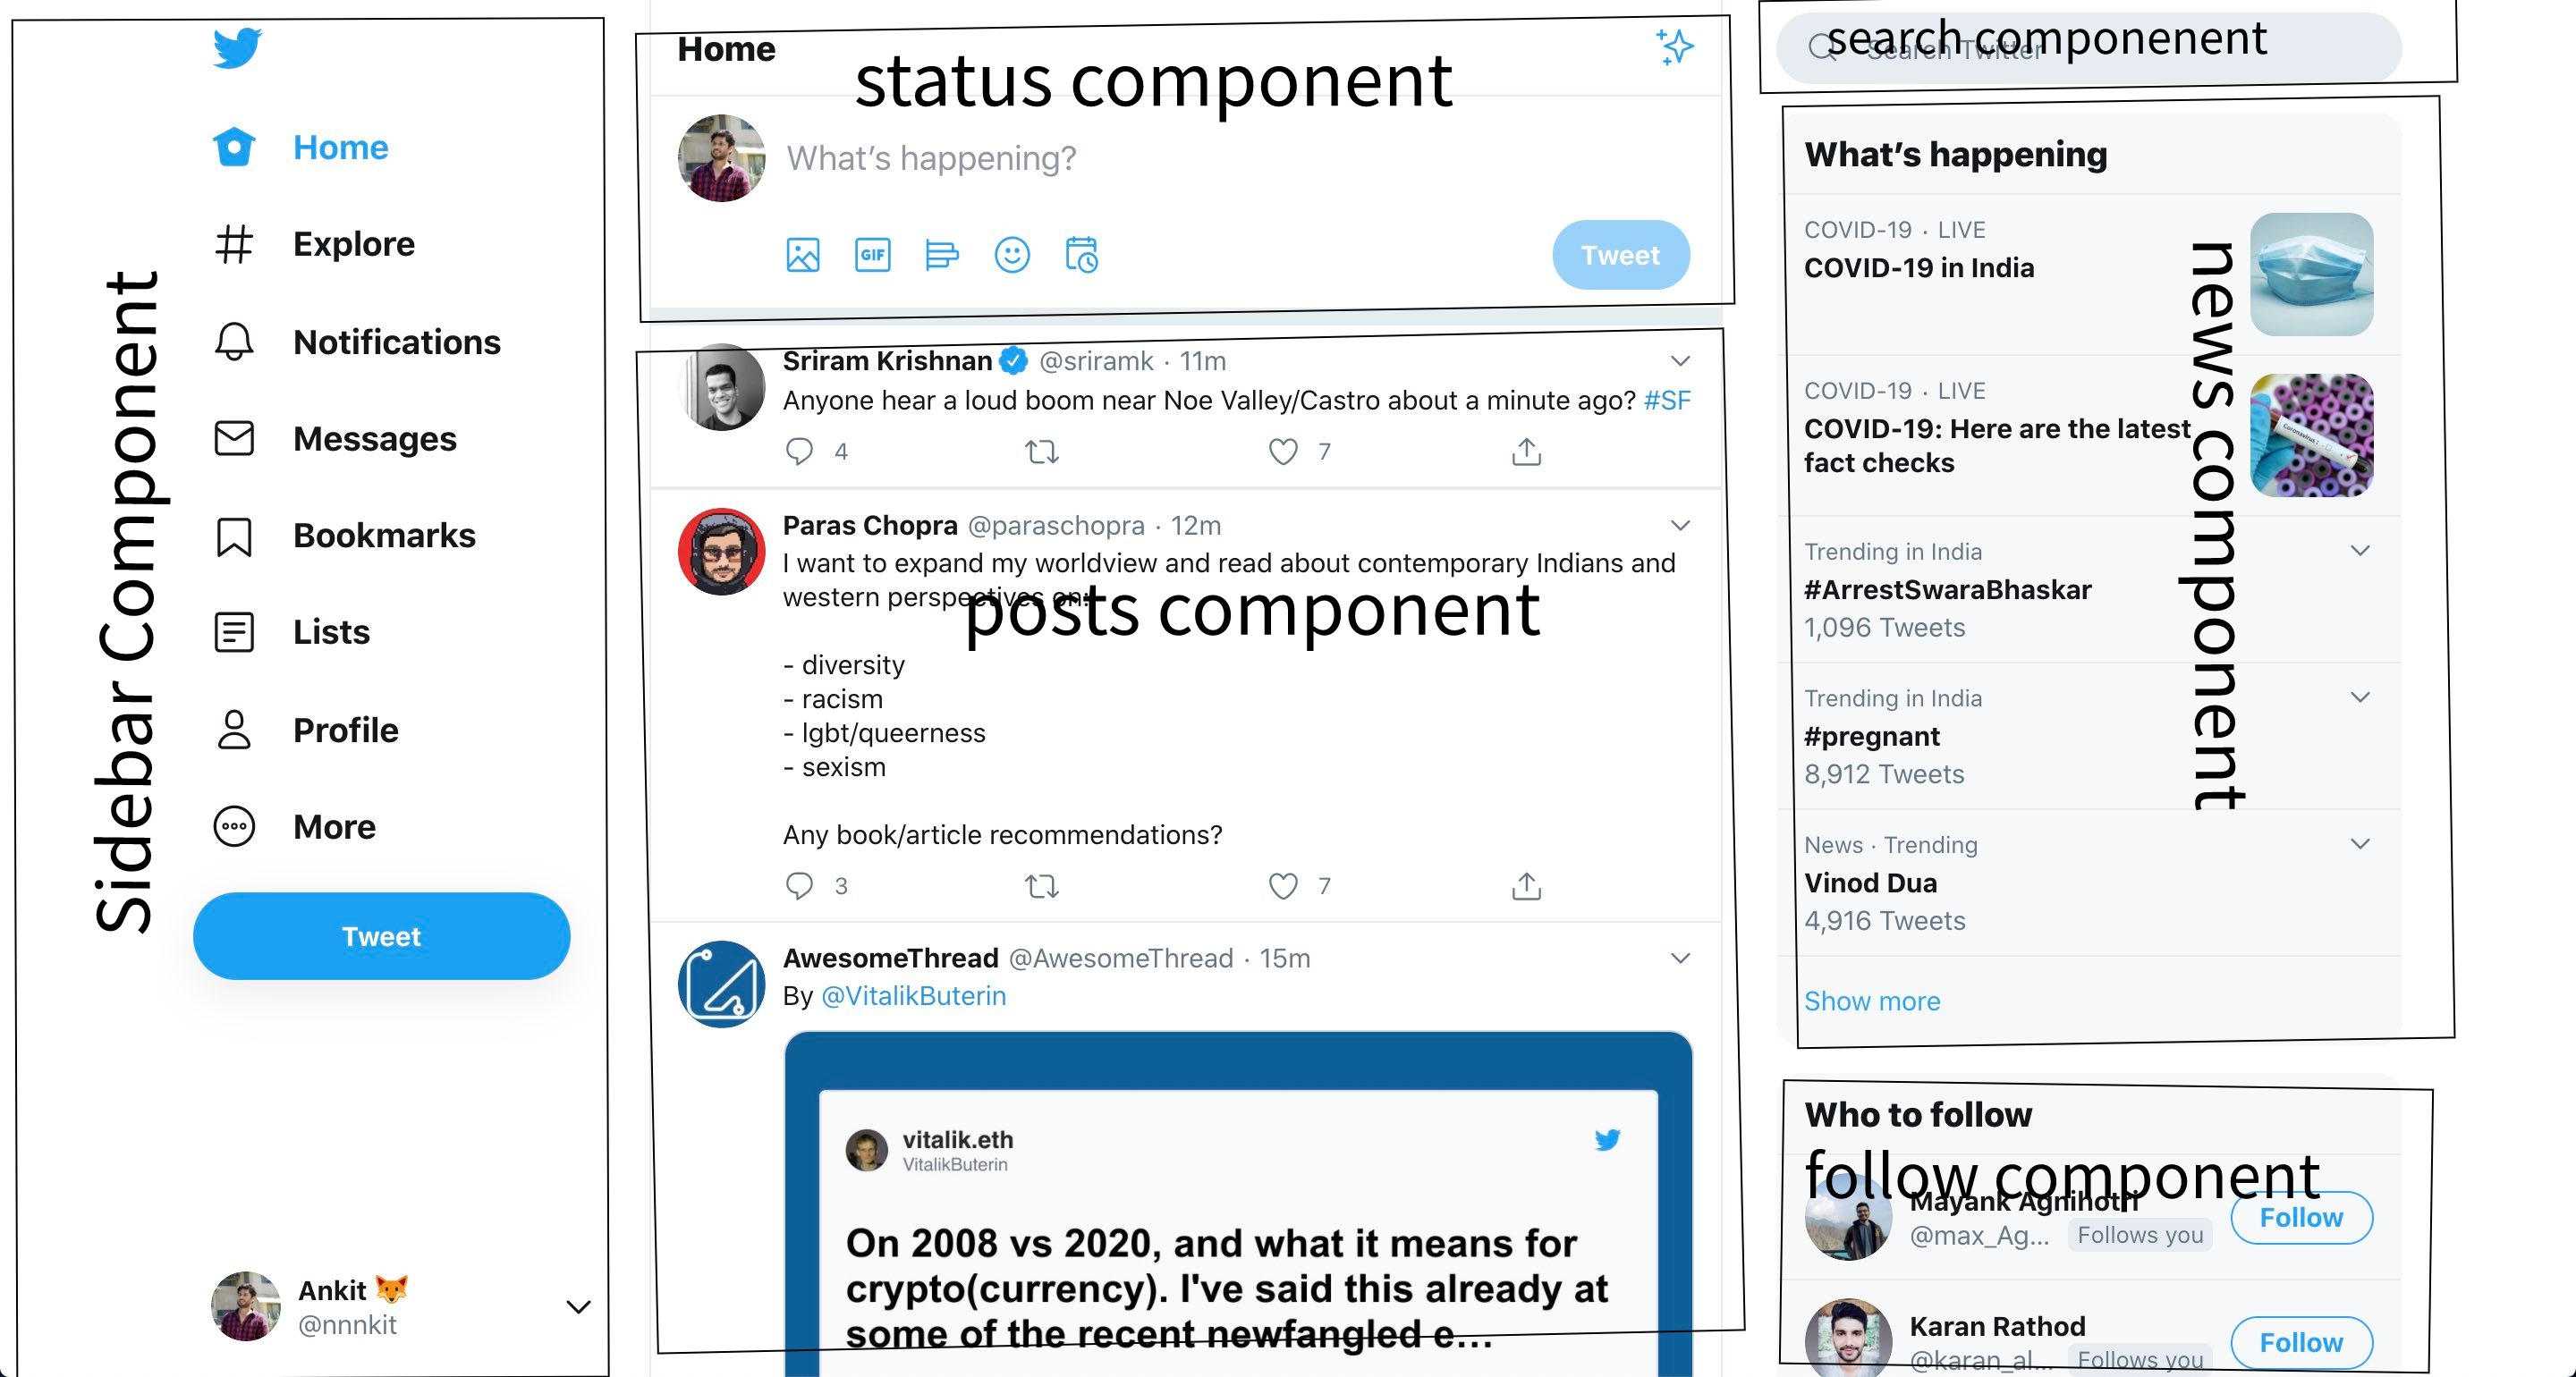 Sidebar Component
Home
Explore
Notifications
Messages
Bookmarks
Lists
Profile
More
Tweet
Ankit 🦊
@nnnkit
Home
status component
What's happening?
GIF
Tweet
Sriram Krishnan @sriramk · 11m
Anyone hear a loud boom near Noe Valley/Castro about a minute ago? #SF
4
7
Paras Chopra @paraschopra · 12m
I want to expand my worldview and read about contemporary Indians and
western perspectives on:
posts component
- diversity
- racism
- lgbt/queerness
- sexism
Any book/article recommendations?
3
7
AwesomeThread @AwesomeThread · 15m
By @VitalikButerin
vitalik.eth
VitalikButerin
On 2008 vs 2020, and what it means for
crypto(currency). I've said this already at
some of the recent newfangled e...
search componenent
Search Twitter
What's happening
news component
COVID-19 · LIVE
COVID-19 in India
COVID-19 · LIVE
COVID-19: Here are the latest
fact checks
Coronavirus
Trending in India
#ArrestSwaraBhaskar
1,096 Tweets
Trending in India
#pregnant
8,912 Tweets
News · Trending
Vinod Dua
4,916 Tweets
Show more
Who to follow
follow component
Mayank Agnihotri
@max_Ag... Follows you
Follow
Karan Rathod
@karan_al... Follows you
Follow